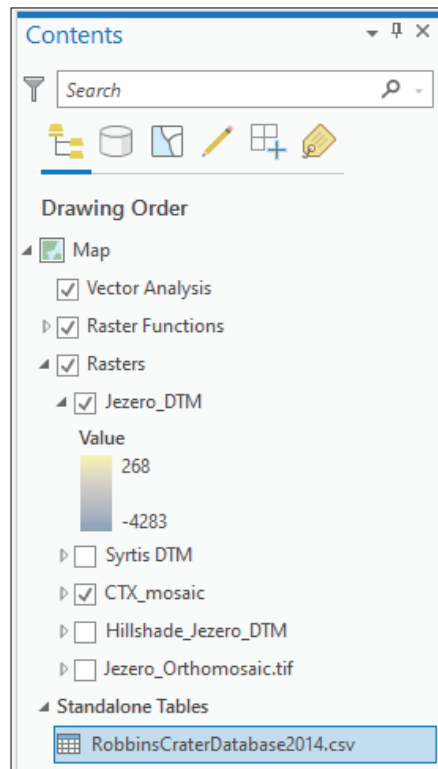 Contents
Search
Drawing Order
Map
Vector Analysis
Raster Functions
Rasters
Jezero_DTM
Value
268
-4283
Syrtis DTM
CTX_mosaic
Hillshade_Jezero_DTM
Jezero_Orthomosaic.tif
Standalone Tables
RobbinsCraterDatabase2014.csv